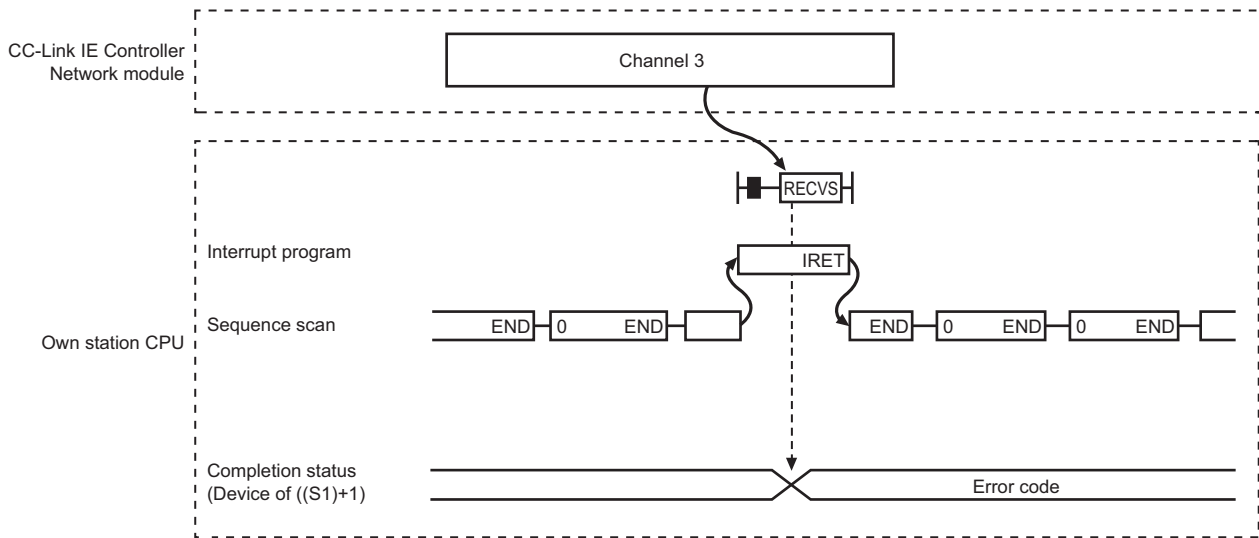 CC-Link IE Controller
Network module
Channel 3
RECVS
Interrupt program
IRET
Own station CPU
Sequence scan
END 0 END END 0 END 0 END
Completion status
(Device of ((S1)+1)
Error code